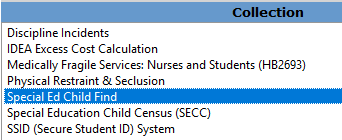 Collection
Discipline Incidents
IDEA Excess Cost Calculation
Medically Fragile Services: Nurses and Students (HB2693)
Physical Restraint & Seclusion
Special Ed Child Find
Special Education Child Census (SECC)
SSID (Secure Student ID) System